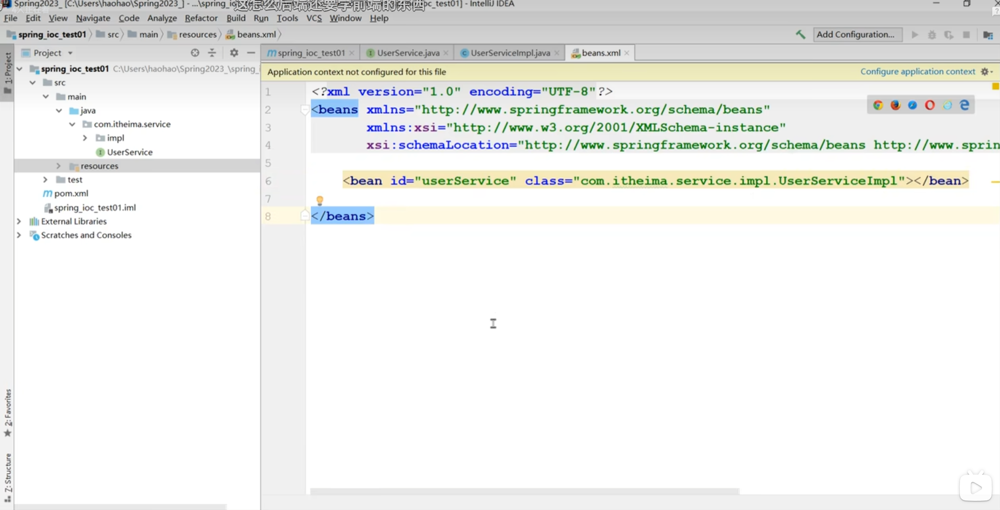 Spring2023_ [C:\Users\haohao\Spring2023_] - ...\spring_io
oc_test01] - IntelliJ IDEA
这怎么后端还要学前端的东西
4人正在看
File Edit View Navigate Code Analyze Refactor Build Run Tools VCS Window Help
spring_ioc_test01 src main resources beans.xml
Add Configuration...
1: Project
Project
spring_ioc_test01 UserService.java UserServiceImpl.java beans.xml
spring_ioc_test01 C:\Users\haohao\Spring2023_\spring_i
src
main
java
com.itheima.service
impl
UserService
resources
test
pom.xml
spring_ioc_test01.iml
External Libraries
Scratches and Consoles
Application context not configured for this file
Configure application context
1 <?xml version="1.0" encoding="UTF-8"?>
2 <beans xmlns="http://www.springframework.org/schema/beans"
3 xmlns:xsi="http://www.w3.org/2001/XMLSchema-instance"
4 xsi:schemaLocation="http://www.springframework.org/schema/beans http://www.sprin
5
6 <bean id="userService" class="com.itheima.service.impl.UserServiceImpl"></bean>
7
8 </beans>
2: Favorites
Z: Structure